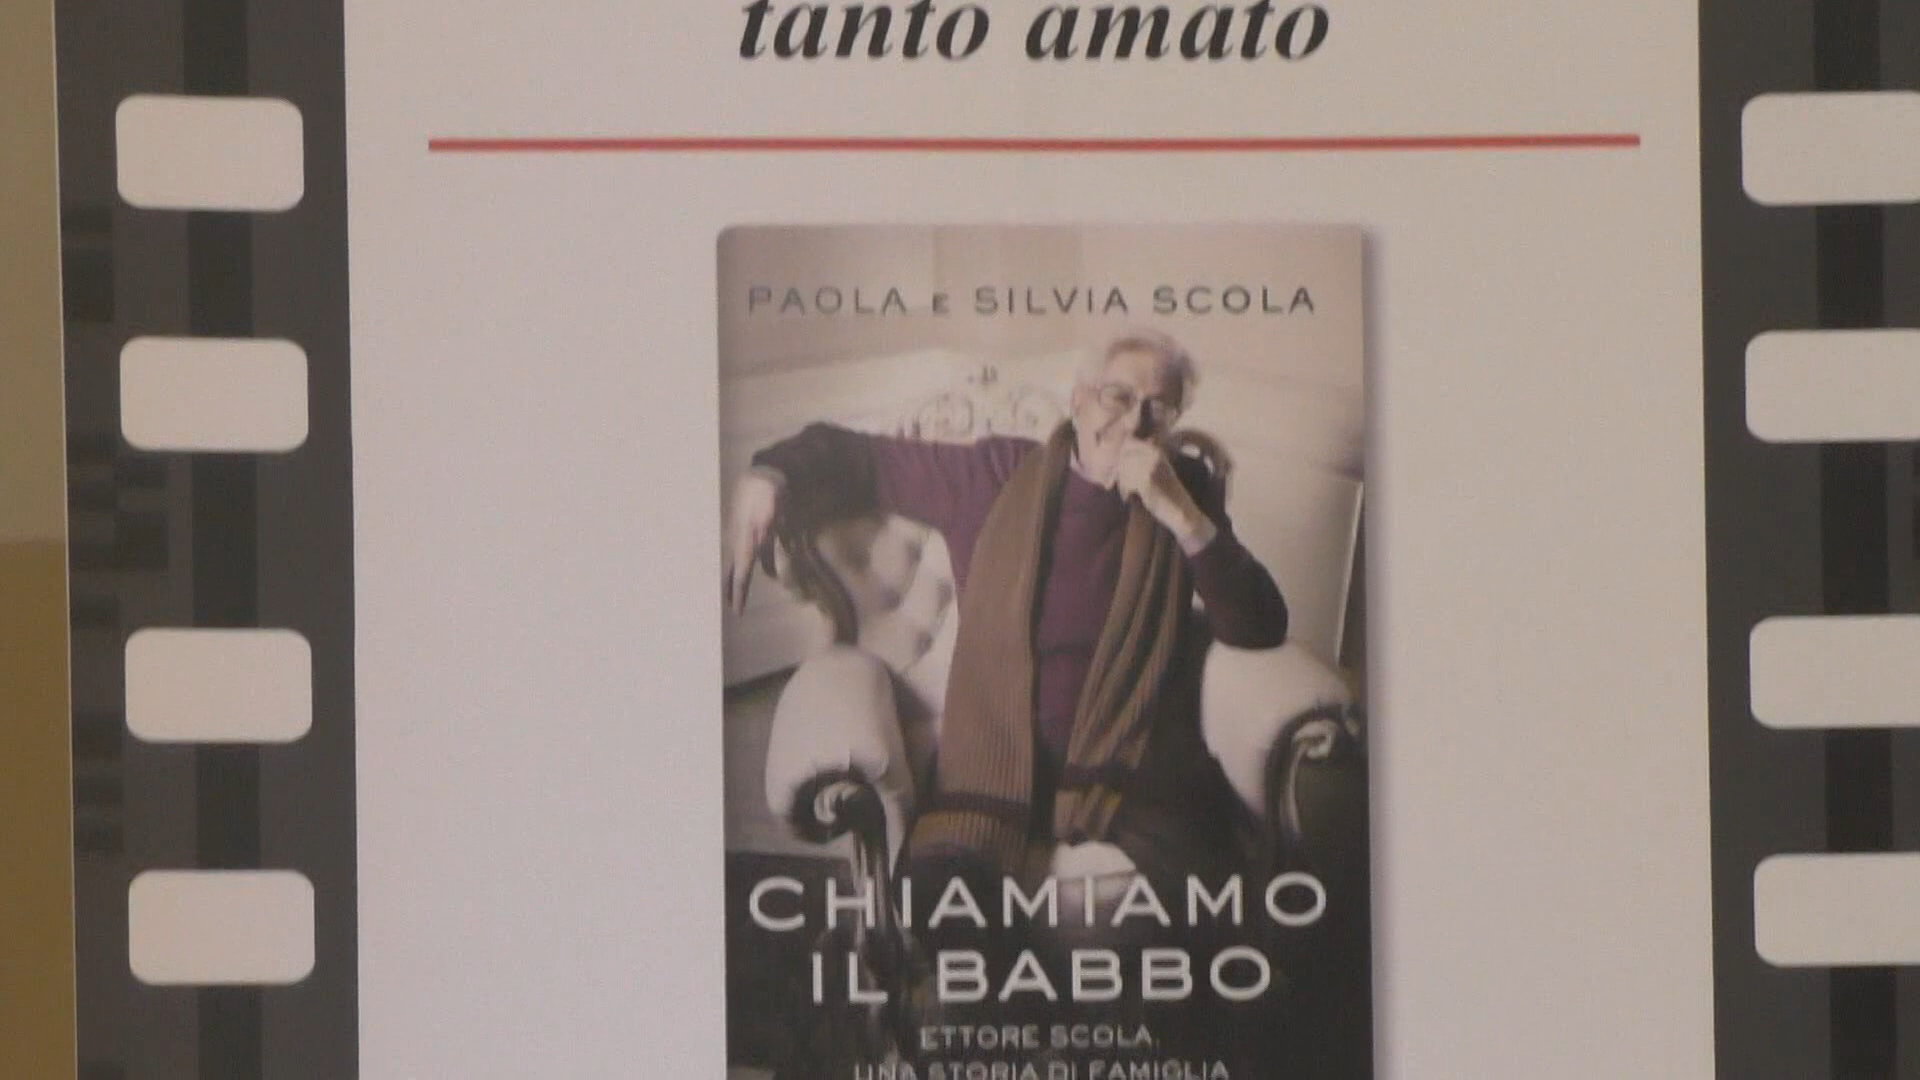 tanto amato
PAOLA E SILVIA SCOLA
CHIAMIAMO
IL BABBO
ETTORE SCOLA.
UNA STORIA DI FAMIGLIA